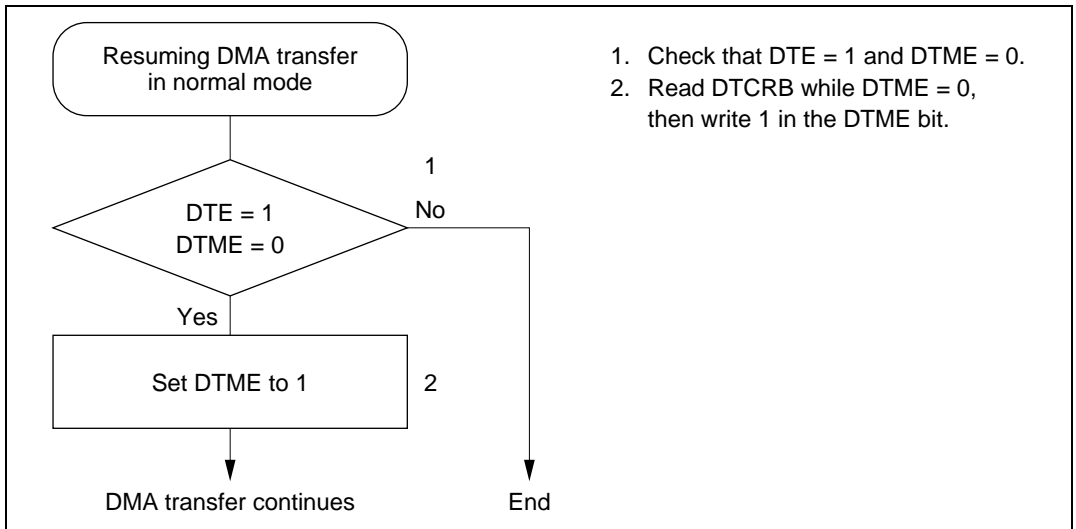 Resuming DMA transfer
in normal mode
1. Check that DTE = 1 and DTME = 0.
2. Read DTCRB while DTME = 0,
then write 1 in the DTME bit.
1
DTE = 1
DTME = 0
No
Yes
Set DTME to 1
2
DMA transfer continues
End